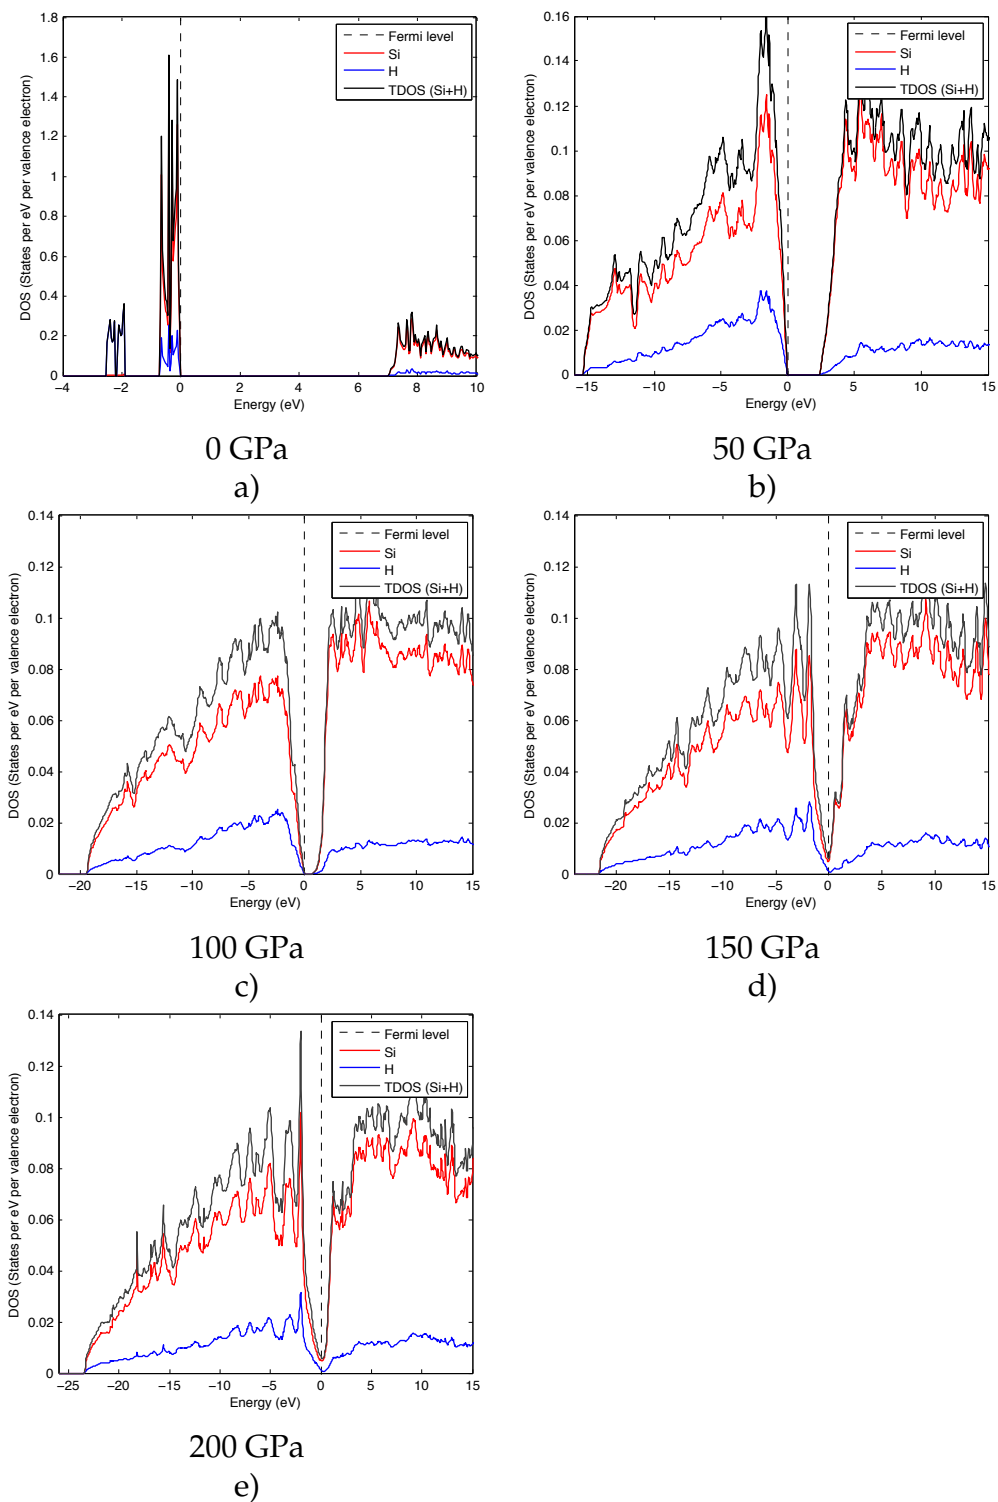 1.8
1.6
1.4
1.2
1
0.8
0.6
0.4
0.2
0
−4 −2 0 2 4 6 8 10
DOS (States per eV per valence electron)
Energy (eV)
Fermi level
Si
H
TDOS (Si+H)
0 GPa
a)
0.16
0.14
0.12
0.1
0.08
0.06
0.04
0.02
0
−15 −10 −5 0 5 10 15
DOS (States per eV per valence electron)
Energy (eV)
Fermi level
Si
H
TDOS (Si+H)
50 GPa
b)
0.14
0.12
0.1
0.08
0.06
0.04
0.02
0
−20 −15 −10 −5 0 5 10 15
DOS (States per eV per valence electron)
Energy (eV)
Fermi level
Si
H
TDOS (Si+H)
100 GPa
c)
0.14
0.12
0.1
0.08
0.06
0.04
0.02
0
−20 −15 −10 −5 0 5 10 15
DOS (States per eV per valence electron)
Energy (eV)
Fermi level
Si
H
TDOS (Si+H)
150 GPa
d)
0.14
0.12
0.1
0.08
0.06
0.04
0.02
0
−25 −20 −15 −10 −5 0 5 10 15
DOS (States per eV per valence electron)
Energy (eV)
Fermi level
Si
H
TDOS (Si+H)
200 GPa
e)